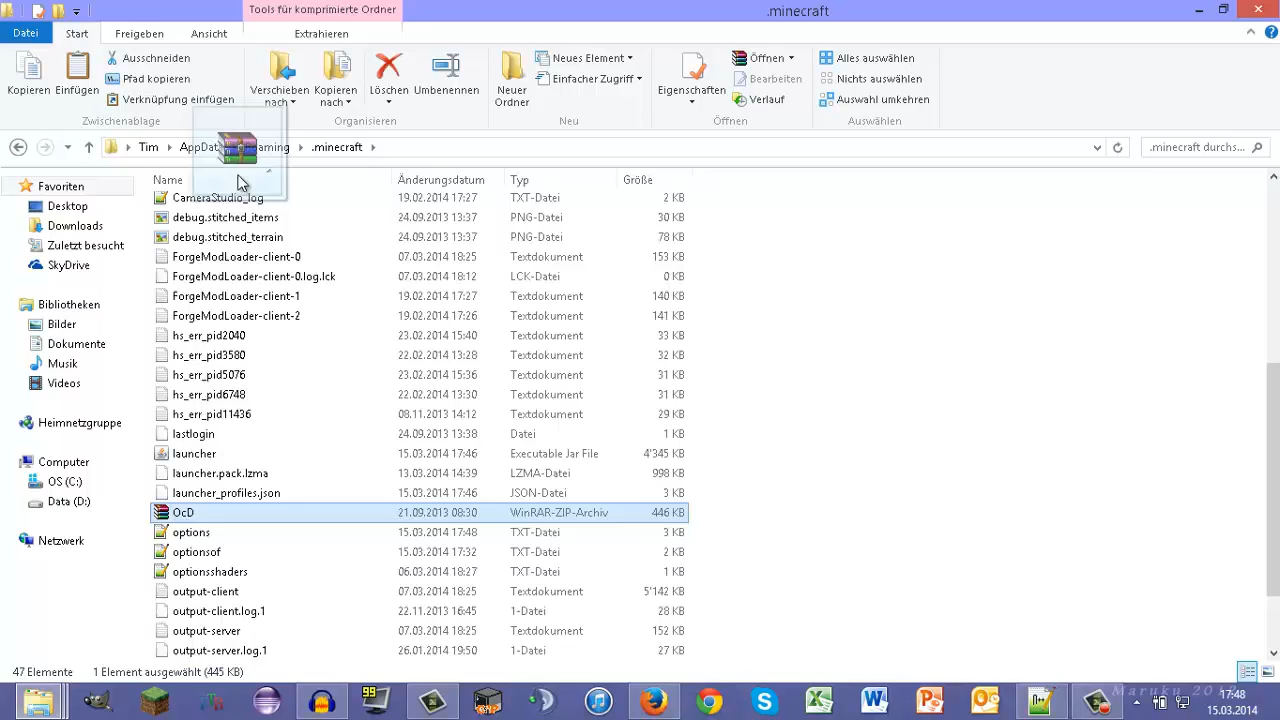 Tools für komprimierte Ordner
.minecraft
Datei Start Freigeben Ansicht Extrahieren
Kopieren
Einfügen
Ausschneiden
Pfad kopieren
Verknüpfung einfügen
Zwischenablage
Verschieben nach
Kopieren nach
Löschen
Umbenennen
Organisieren
Neuer Ordner
Neues Element
Einfacher Zugriff
Neu
Eigenschaften
Öffnen
Bearbeiten
Verlauf
Öffnen
Alles auswählen
Nichts auswählen
Auswahl umkehren
Auswählen
Tim .minecraft
.minecraft durchs...
Favoriten
Desktop
Downloads
Zuletzt besucht
SkyDrive
Bibliotheken
Bilder
Dokumente
Musik
Videos
Heimnetzgruppe
Computer
OS (C:)
Data (D:)
Netzwerk
Name Änderungsdatum Typ Größe
CameraStudio_log 19.02.2014 17:27 TXT-Datei 2 KB
debug.stitched_items 24.09.2013 13:37 PNG-Datei 30 KB
debug.stitched_terrain 24.09.2013 13:37 PNG-Datei 78 KB
ForgeModLoader-client-0 07.03.2014 18:25 Textdokument 153 KB
ForgeModLoader-client-0.log.lck 07.03.2014 18:12 LCK-Datei 0 KB
ForgeModLoader-client-1 19.02.2014 17:27 Textdokument 140 KB
ForgeModLoader-client-2 19.02.2014 17:26 Textdokument 141 KB
hs_err_pid2040 23.02.2014 15:40 Textdokument 33 KB
hs_err_pid3580 22.02.2014 13:28 Textdokument 32 KB
hs_err_pid5076 23.02.2014 15:36 Textdokument 31 KB
hs_err_pid6748 22.02.2014 13:30 Textdokument 31 KB
hs_err_pid11436 08.11.2013 14:12 Textdokument 29 KB
lastlogin 24.09.2013 13:38 Datei 1 KB
launcher 15.03.2014 17:46 Executable Jar File 4'345 KB
launcher.pack.lzma 13.03.2014 14:39 LZMA-Datei 998 KB
launcher_profiles.json 15.03.2014 17:46 JSON-Datei 3 KB
OcD 21.09.2013 08:30 WinRAR-ZIP-Archiv 446 KB
options 15.03.2014 17:48 TXT-Datei 3 KB
optionsof 15.03.2014 17:32 TXT-Datei 2 KB
optionsshaders 06.03.2014 18:27 TXT-Datei 1 KB
output-client 07.03.2014 18:25 Textdokument 5'142 KB
output-client.log.1 22.11.2013 16:45 1-Datei 28 KB
output-server 07.03.2014 18:25 Textdokument 152 KB
output-server.log.1 26.01.2014 19:50 1-Datei 27 KB
47 Elemente 1 Element ausgewählt (445 KB)
99
Maruku
17:48
15.03.2014